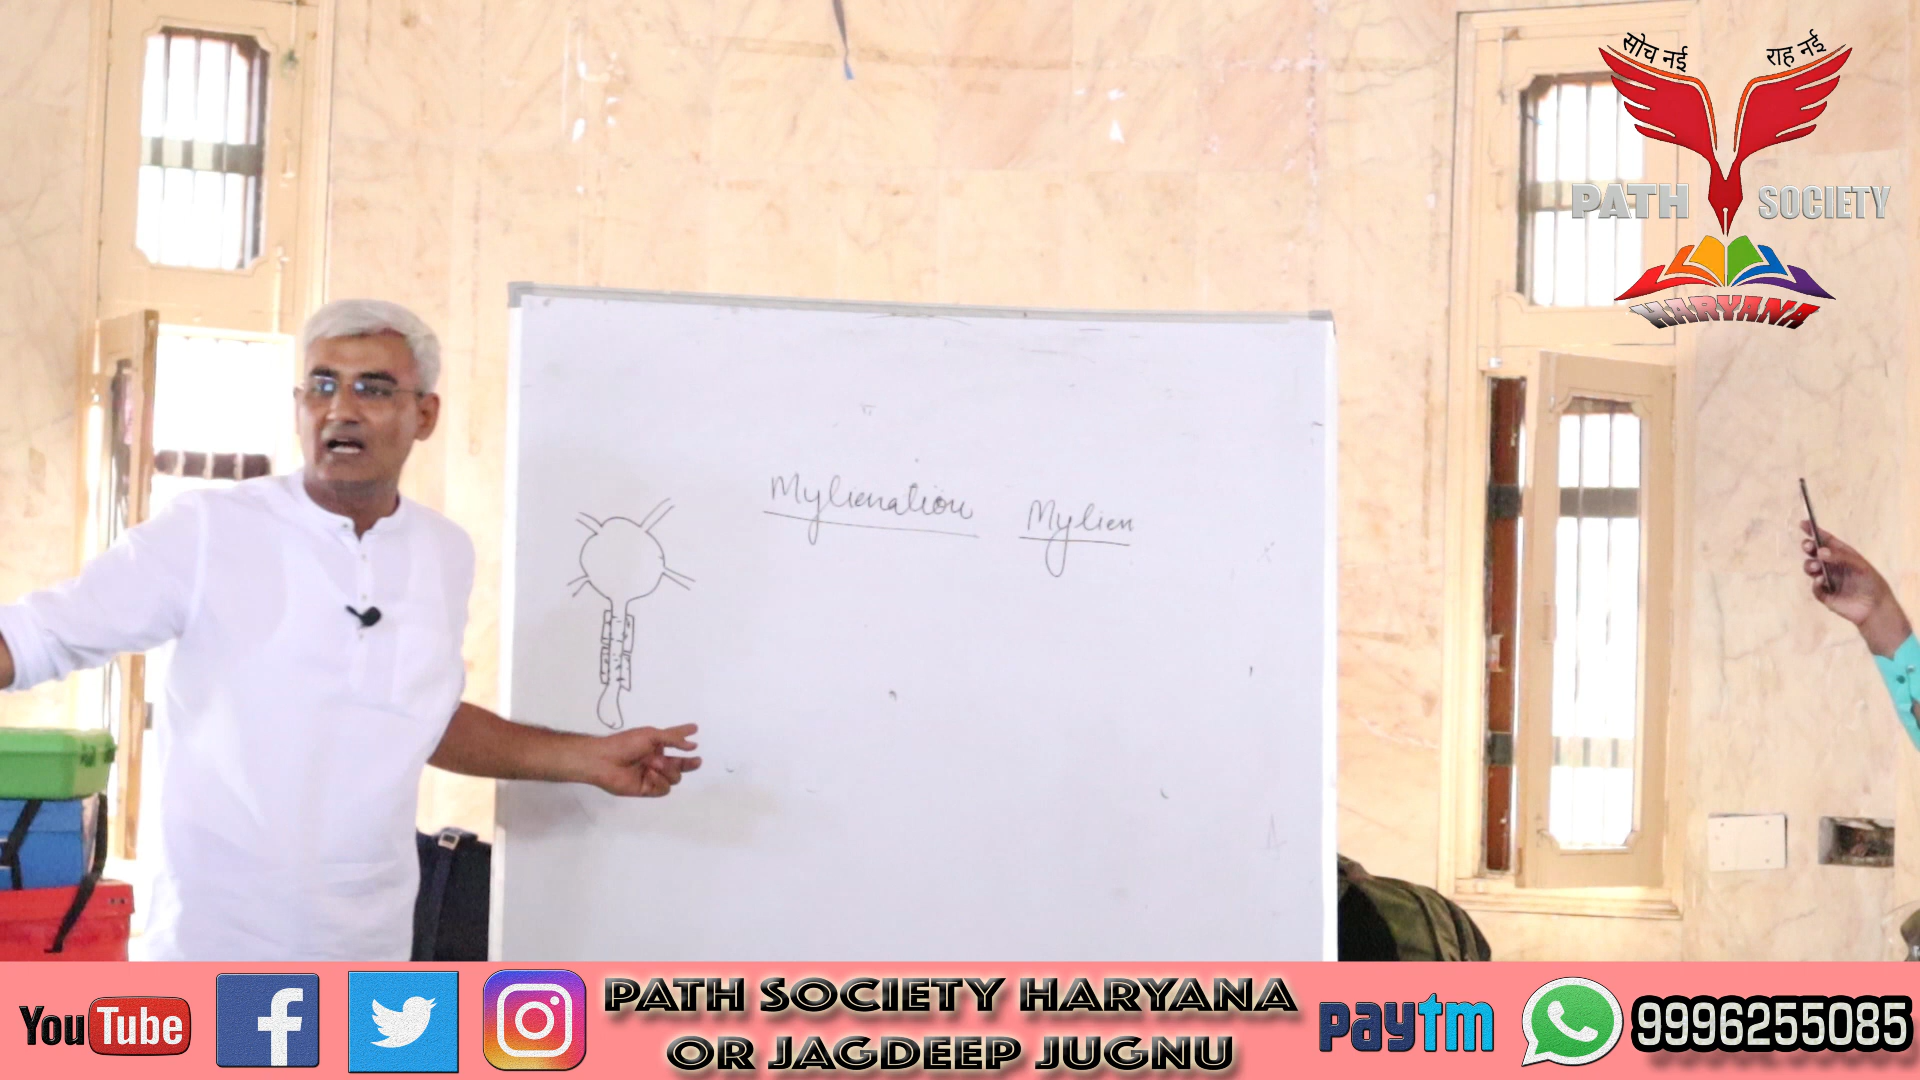 सोच नई राह नई
PATH SOCIETY
HARYANA
Mylienation Mylien
YouTube
PATH SOCIETY HARYANA
OR JAGDEEP JUGNU
paytm
9996255085